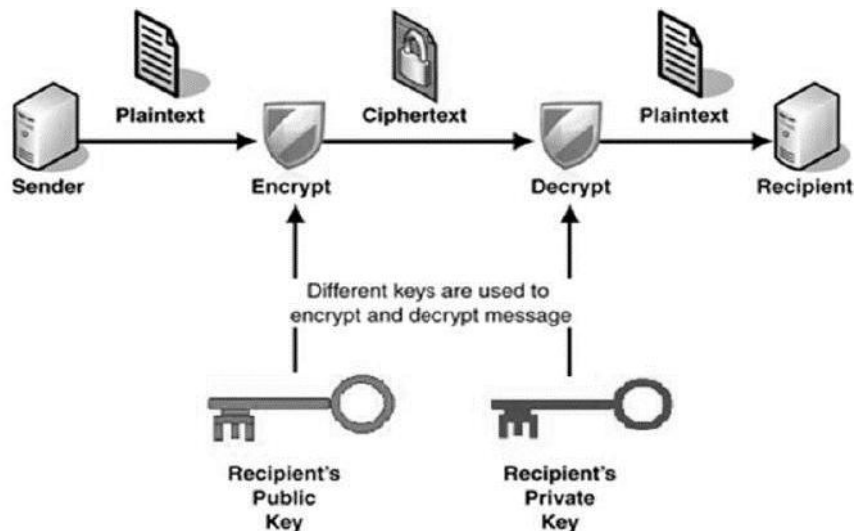 Plaintext
Ciphertext
Plaintext
Sender
Encrypt
Decrypt
Recipient
Different keys are used to
encrypt and decrypt message
Recipient's
Public
Key
Recipient's
Private
Key